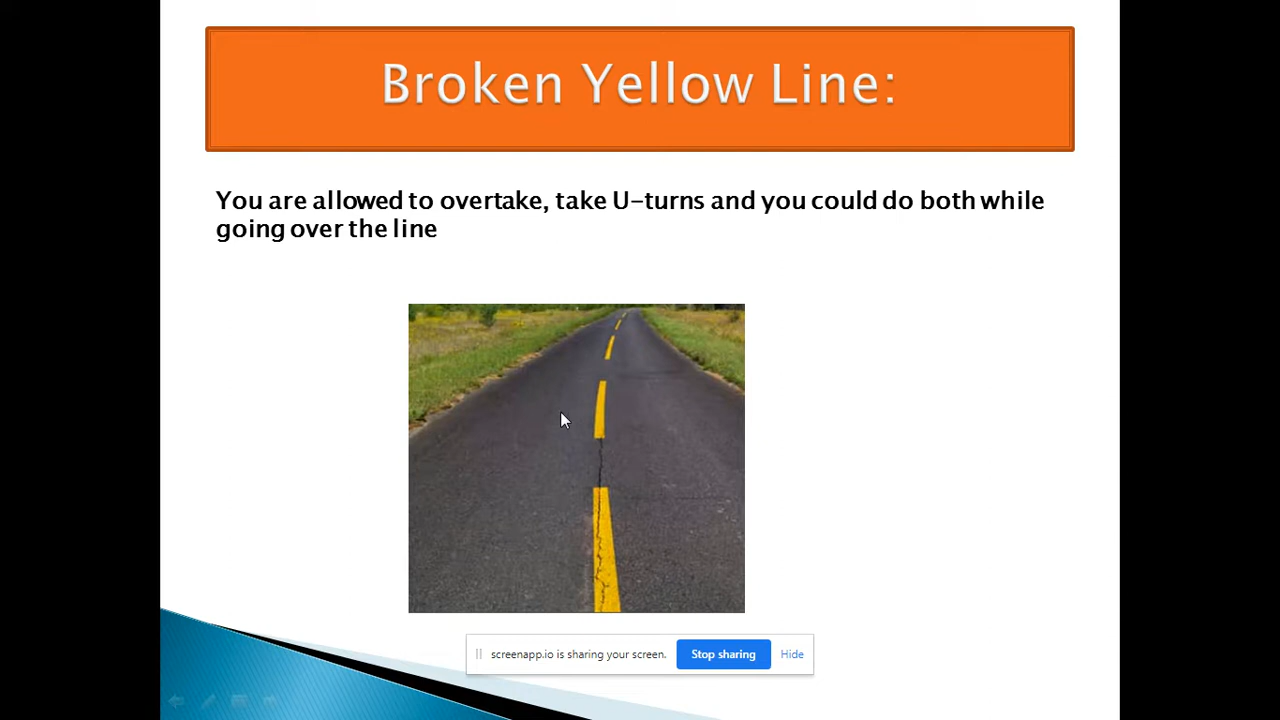 Broken Yellow Line:
You are allowed to overtake, take U-turns and you could do both while
going over the line
screenapp.io is sharing your screen. Stop sharing Hide